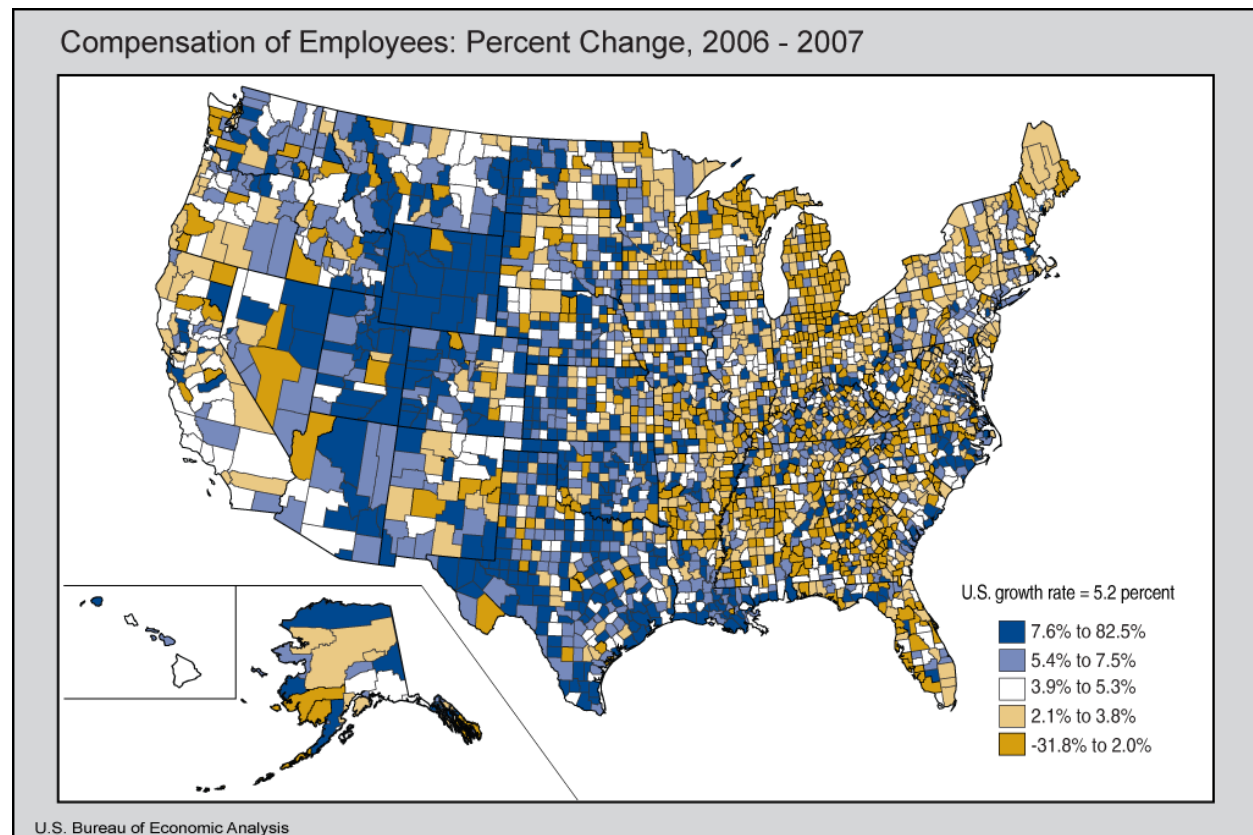 Compensation of Employees: Percent Change, 2006 - 2007
U.S. growth rate = 5.2 percent
7.6% to 82.5%
5.4% to 7.5%
3.9% to 5.3%
2.1% to 3.8%
-31.8% to 2.0%
U.S. Bureau of Economic Analysis